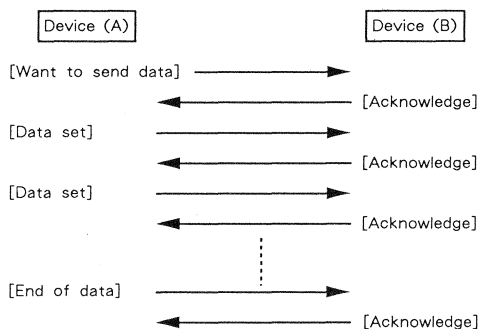 Device (A) Device (B)
[Want to send data]
[Acknowledge]
[Data set]
[Acknowledge]
[Data set]
[Acknowledge]
[End of data]
[Acknowledge]